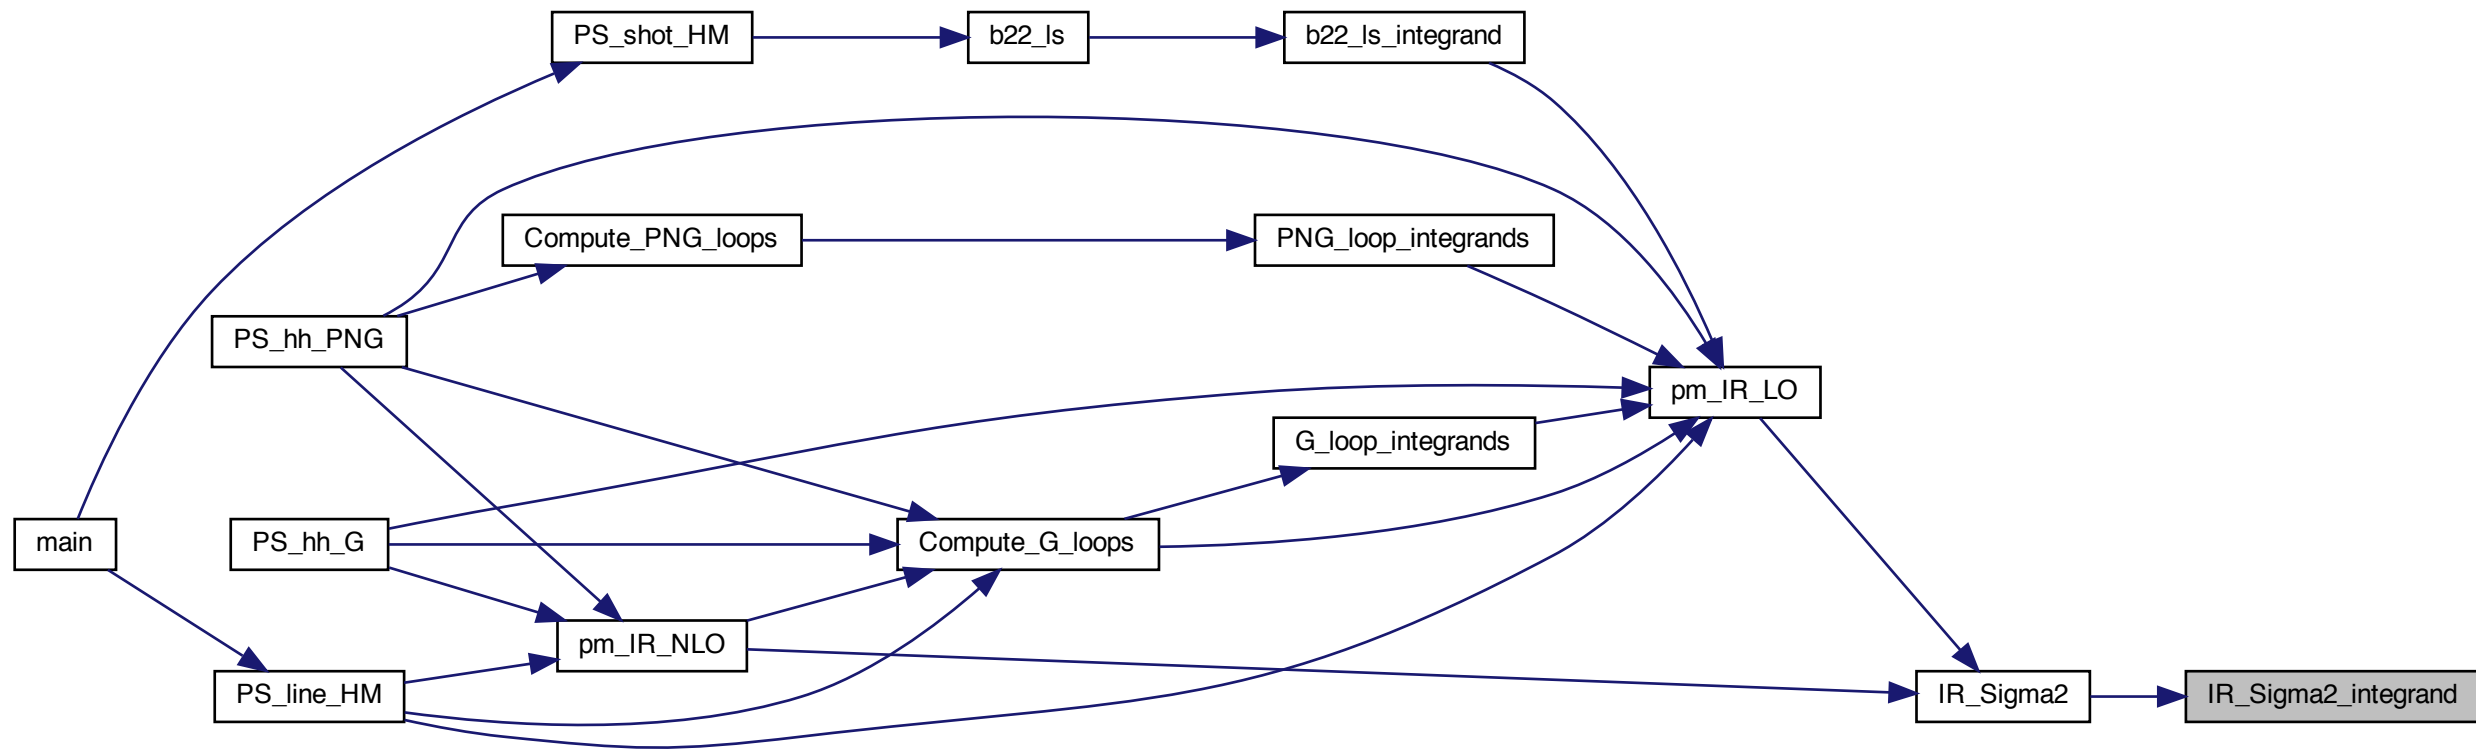 PS_shot_HM
b22_ls
b22_ls_integrand
Compute_PNG_loops
PNG_loop_integrands
PS_hh_PNG
pm_IR_LO
G_loop_integrands
main
PS_hh_G
Compute_G_loops
pm_IR_NLO
PS_line_HM
IR_Sigma2
IR_Sigma2_integrand